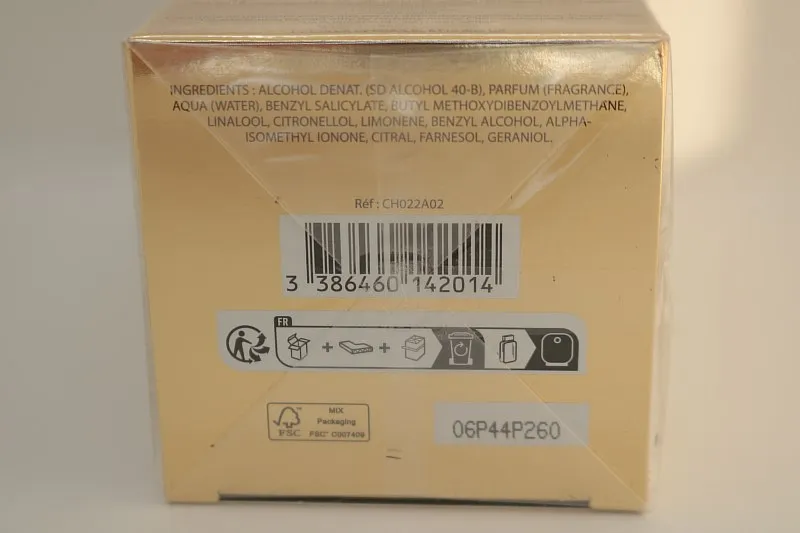 INGREDIENTS : ALCOHOL DENAT. (SD ALCOHOL 40-B), PARFUM (FRAGRANCE),
AQUA (WATER), BENZYL SALICYLATE, BUTYL METHOXYDIBENZOYLMETHANE,
LINALOOL, CITRONELLOL, LIMONENE, BENZYL ALCOHOL, ALPHA-
ISOMETHYL IONONE, CITRAL, FARNESOL, GERANIOL.
Réf : CH022A02
3 386460 142014
FR
+ +
FSC
MIX
Packaging
FSC® C007409
06P44P260